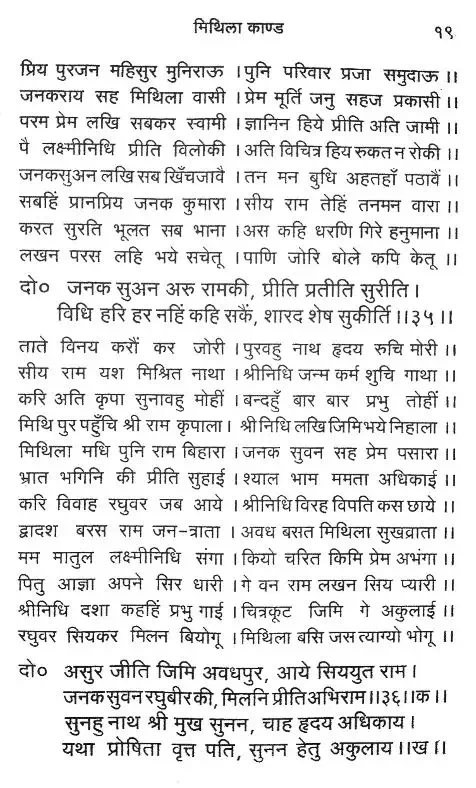 मिथिला काण्ड १९
प्रिय पुरजन महिसुर मुनिराऊ । पुनि परिवार प्रजा समुदाऊ ।।
जनकराय सह मिथिला वासी । प्रेम मूर्ति जनु सहज प्रकासी ।।
परम प्रेम लखि सबकर स्वामी । ज्ञानिन हिये प्रीति अति जामी ।।
पै लक्ष्मीनिधि प्रीति विलोकी । अति विचित्र हिय रुकत न रोकी ।।
जनकसुअन लखि सब खिँचजावै । तन मन बुधि अहतहाँ पठावैं ।।
सबहिं प्रानप्रिय जनक कुमारा । सीय राम तेहिं तनमन वारा ।।
करत सुरति भूलत सब भाना । अस कहि धरणि गिरे हनुमाना ।।
लखन परस लहि भये सचेतू । पाणि जोरि बोले कपि केतू ।।
दो० जनक सुअन अरु रामकी, प्रीति प्रतीति सुरीति ।
विधि हरि हर नहिं कहि सकैं, शारद शेष सुकीर्ति ।।३५।।
ताते विनय करौं कर जोरी । पुरवहु नाथ हृदय रुचि मोरी ।।
सीय राम यश मिश्रित नाथा । श्रीनिधि जन्म कर्म शुचि गाथा ।।
करि अति कृपा सुनावहु मोहीं । बन्दहुँ बार बार प्रभु तोहीं ।।
मिथि पुर पहुँचि श्री राम कृपाला । श्रीनिधि लखि जिमि भये निहाला ।।
मिथिला मधि पुनि राम बिहारा । जनक सुवन सह प्रेम पसारा ।।
भ्रात भगिनि की प्रीति सुहाई । श्याल भाम ममता अधिकाई ।।
करि विवाह रघुवर जब आये । श्रीनिधि विरह विपति कस छाये ।।
द्वादश बरस राम जन-त्राता । अवध बसत मिथिला सुखव्राता ।।
मम मातुल लक्ष्मीनिधि संगा । कियो चरित किमि प्रेम अभंगा ।।
पितु आज्ञा अपने सिर धारी । गे वन राम लखन सिय प्यारी ।।
श्रीनिधि दशा कहहिं प्रभु गाई । चित्रकूट जिमि गे अकुलाई ।।
रघुवर सियकर मिलन बियोगू । मिथिला बसि जस त्याग्यो भोगू ।।
दो० असुर जीति जिमि अवधपुर, आये सिययुत राम ।
जनकसुवन रघुबीरकी, मिलनि प्रीति अभिराम ।।३६।।क।।
सुनहु नाथ श्री मुख सुनन, चाह हृदय अधिकाय ।
यथा प्रोषिता वृत्त पति, सुनन हेतु अकुलाय ।।ख।।